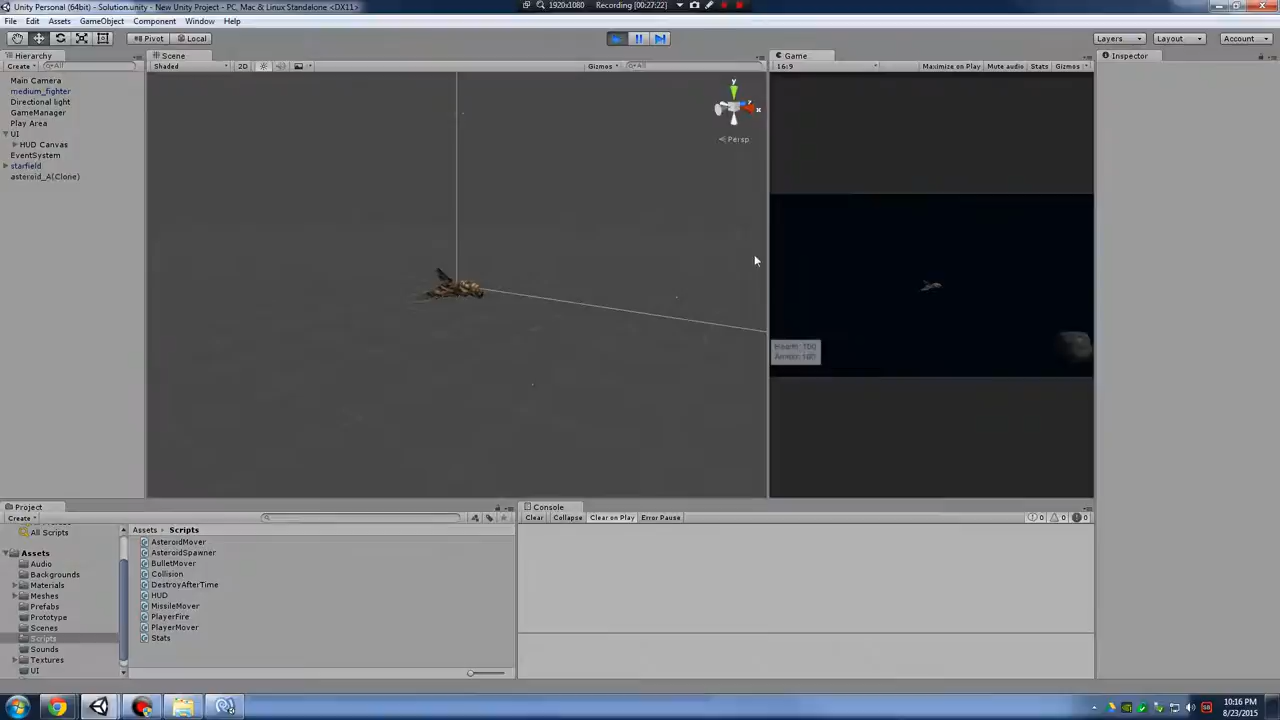 Unity Personal (64bit) - Solution.unity - New Unity Project - PC, Mac & Linux Standalone <DX11>
1920x1080
Recording [00:27:22]
File Edit Assets GameObject Component Window Help
Pivot
Local
Layers
Layout
Account
Hierarchy
Create
All
Main Camera
medium_fighter
Directional light
GameManager
Play Area
UI
HUD Canvas
EventSystem
starfield
asteroid_A(Clone)
Scene
Shaded
2D
Gizmos
All
y
x
Persp
Game
16:9
Maximize on Play
Mute audio
Stats
Gizmos
Health: 100
Armor: 100
Inspector
Project
Create
All Scripts
Assets
Audio
Backgrounds
Materials
Meshes
Prefabs
Prototype
Scenes
Scripts
Sounds
Textures
UI
Assets Scripts
AsteroidMover
AsteroidSpawner
BulletMover
Collision
DestroyAfterTime
HUD
MissileMover
PlayerFire
PlayerMover
Stats
Console
Clear
Collapse
Clear on Play
Error Pause
0
0
0
10:16 PM
8/23/2015